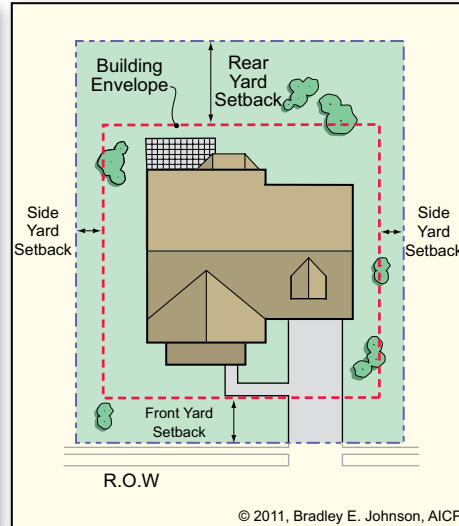 Building
Envelope
Rear
Yard
Setback
Side
Yard
Setback
Side
Yard
Setback
Front Yard
Setback
R.O.W
© 2011, Bradley E. Johnson, AICP